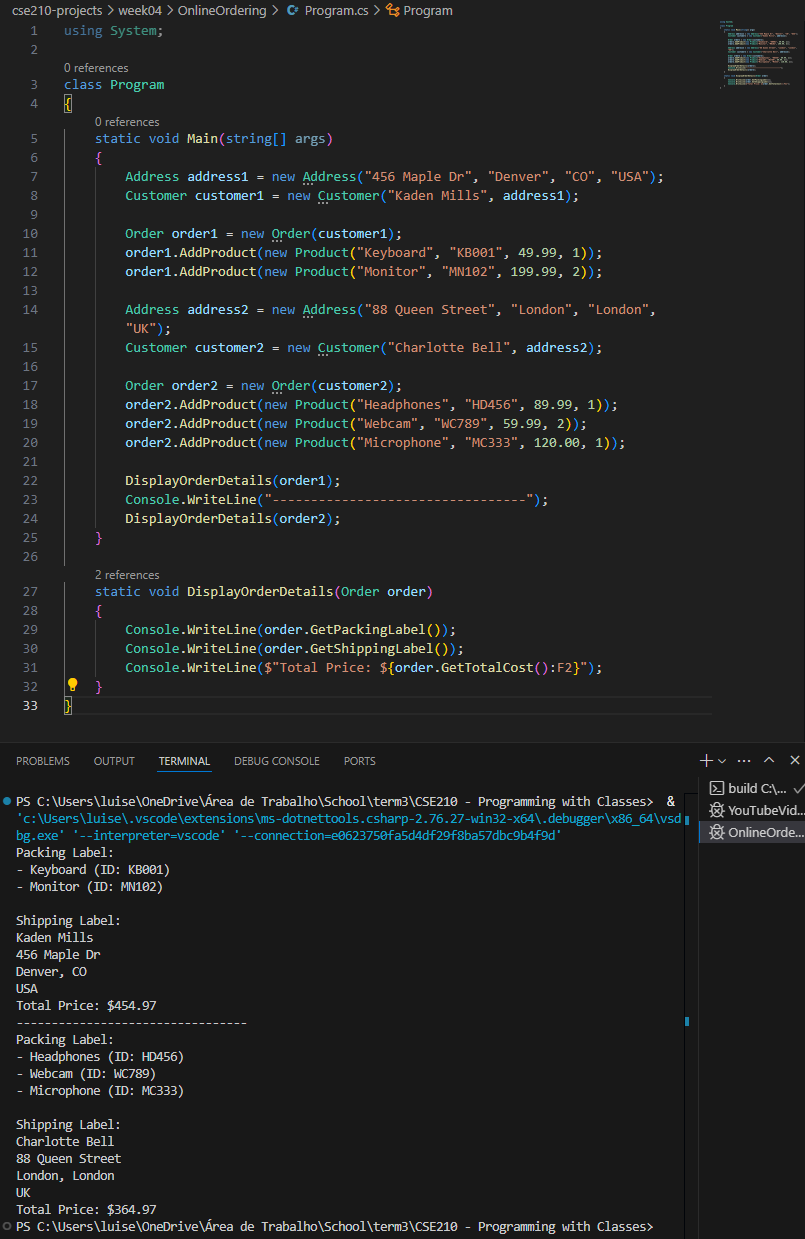 cse210-projects > week04 > OnlineOrdering > Program.cs > Program
1 using System;
2
0 references
3 class Program
4 {
0 references
5 static void Main(string[] args)
6 {
7 Address address1 = new Address("456 Maple Dr", "Denver", "CO", "USA");
8 Customer customer1 = new Customer("Kaden Mills", address1);
9
10 Order order1 = new Order(customer1);
11 order1.AddProduct(new Product("Keyboard", "KB001", 49.99, 1));
12 order1.AddProduct(new Product("Monitor", "MN102", 199.99, 2));
13
14 Address address2 = new Address("88 Queen Street", "London", "London",
"UK");
15 Customer customer2 = new Customer("Charlotte Bell", address2);
16
17 Order order2 = new Order(customer2);
18 order2.AddProduct(new Product("Headphones", "HD456", 89.99, 1));
19 order2.AddProduct(new Product("Webcam", "WC789", 59.99, 2));
20 order2.AddProduct(new Product("Microphone", "MC333", 120.00, 1));
21
22 DisplayOrderDetails(order1);
23 Console.WriteLine("---------------------------------");
24 DisplayOrderDetails(order2);
25 }
26
2 references
27 static void DisplayOrderDetails(Order order)
28 {
29 Console.WriteLine(order.GetPackingLabel());
30 Console.WriteLine(order.GetShippingLabel());
31 Console.WriteLine($"Total Price: ${order.GetTotalCost():F2}");
32 }
33 }
PROBLEMS OUTPUT TERMINAL DEBUG CONSOLE PORTS
build C:\...
YouTubeVid...
OnlineOrde...
PS C:\Users\luise\OneDrive\Área de Trabalho\School\term3\CSE210 - Programming with Classes> &
'c:\Users\luise\.vscode\extensions\ms-dotnettools.csharp-2.76.27-win32-x64\.debugger\x86_64\vsd
bg.exe' '--interpreter=vscode' '--connection=e0623750fa5d4df29f8ba57dbc9b4f9d'
Packing Label:
- Keyboard (ID: KB001)
- Monitor (ID: MN102)

Shipping Label:
Kaden Mills
456 Maple Dr
Denver, CO
USA
Total Price: $454.97
---------------------------------
Packing Label:
- Headphones (ID: HD456)
- Webcam (ID: WC789)
- Microphone (ID: MC333)

Shipping Label:
Charlotte Bell
88 Queen Street
London, London
UK
Total Price: $364.97
PS C:\Users\luise\OneDrive\Área de Trabalho\School\term3\CSE210 - Programming with Classes>